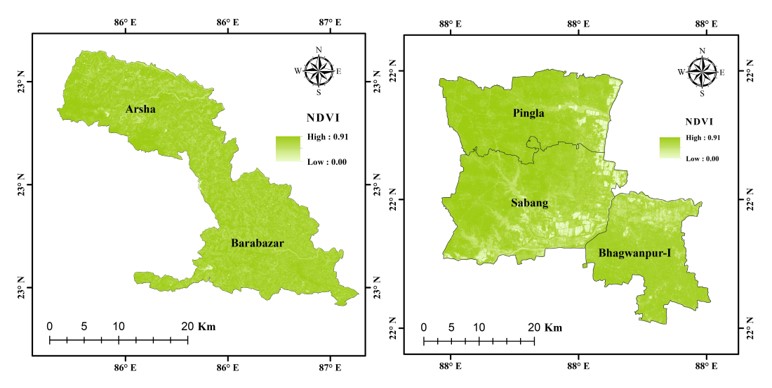 86° E 86° E 87° E
N
W E
S
23° N 23° N 23° N
23° N 23° N 23° N
Arsha
NDVI
High : 0.91
Low : 0.00
Barabazar
0 5 10 20 Km
86° E 86° E 87° E
88° E 88° E 88° E
N
W E
S
22° N 22° N 22° N
22° N 22° N 22° N
Pingla
NDVI
High : 0.91
Low : 0.00
Sabang
Bhagwanpur-I
0 5 10 20 Km
88° E 88° E 88° E